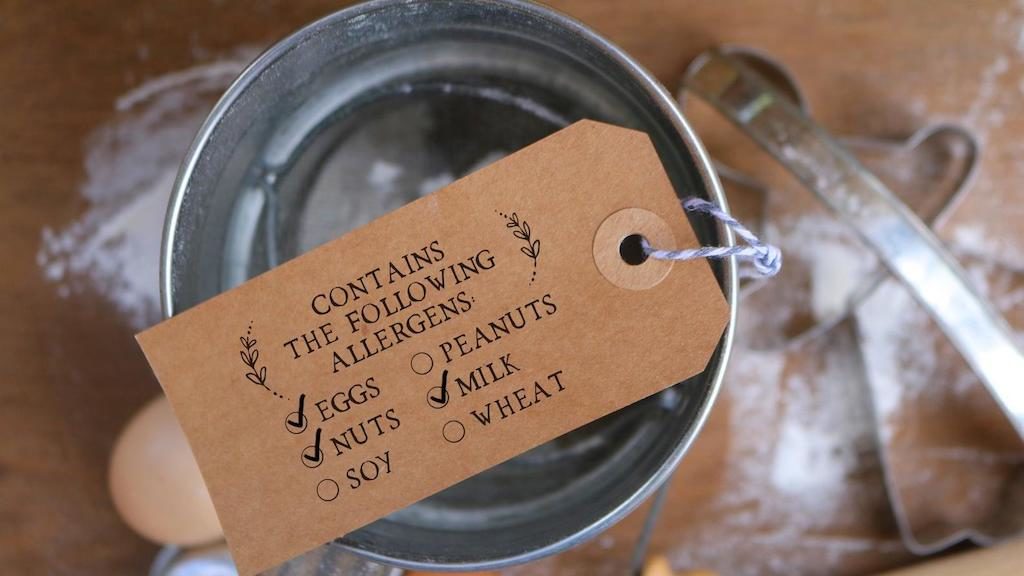 CONTAINS
THE FOLLOWING
ALLERGENS:
EGGS
NUTS
SOY
PEANUTS
MILK
WHEAT